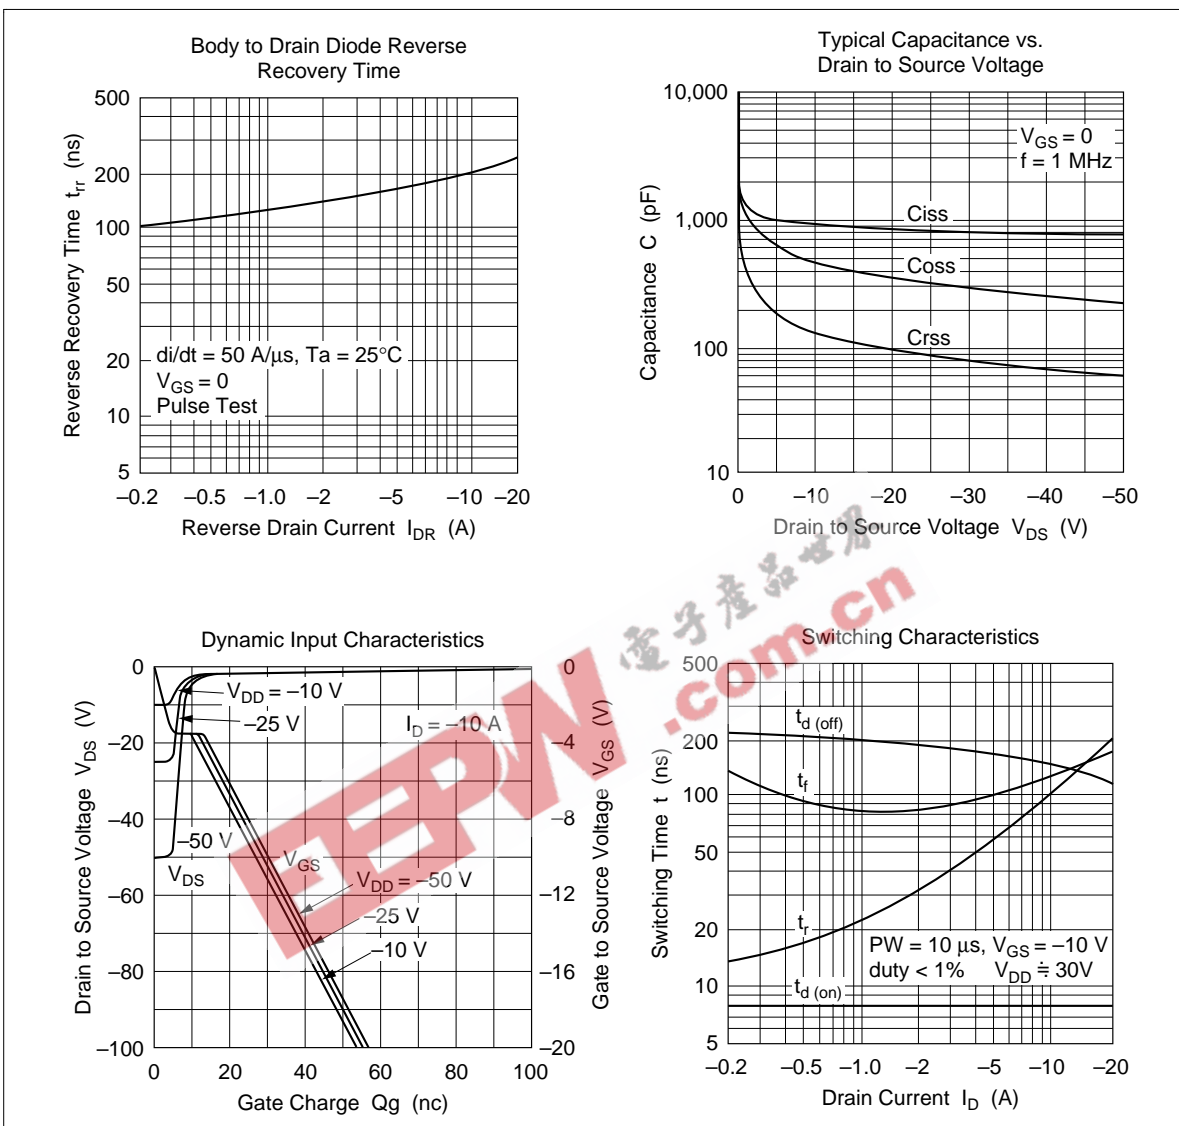 Body to Drain Diode Reverse
Recovery Time
500
200
100
50
20
10
5
Reverse Recovery Time trr (ns)
di/dt = 50 A/μs, Ta = 25°C
VGS = 0
Pulse Test
–0.2 –0.5 –1.0 –2 –5 –10 –20
Reverse Drain Current IDR (A)
Typical Capacitance vs.
Drain to Source Voltage
10,000
1,000
100
10
Capacitance C (pF)
VGS = 0
f = 1 MHz
Ciss
Coss
Crss
0 –10 –20 –30 –40 –50
Drain to Source Voltage VDS (V)
電子產品世界
EEPW
.com.cn
Dynamic Input Characteristics
0
–20
–40
–60
–80
–100
Drain to Source Voltage VDS (V)
VDD = –10 V
–25 V
ID = –10 A
–50 V
VDS
VGS
VDD = –50 V
–25 V
–10 V
0
–4
–8
–12
–16
–20
Gate to Source Voltage VGS (V)
0 20 40 60 80 100
Gate Charge Qg (nc)
Switching Characteristics
500
200
100
50
20
10
5
Switching Time t (ns)
td (off)
tf
tr
PW = 10 μs, VGS = –10 V
duty < 1% VDD ≒ 30V
td (on)
–0.2 –0.5 –1.0 –2 –5 –10 –20
Drain Current ID (A)